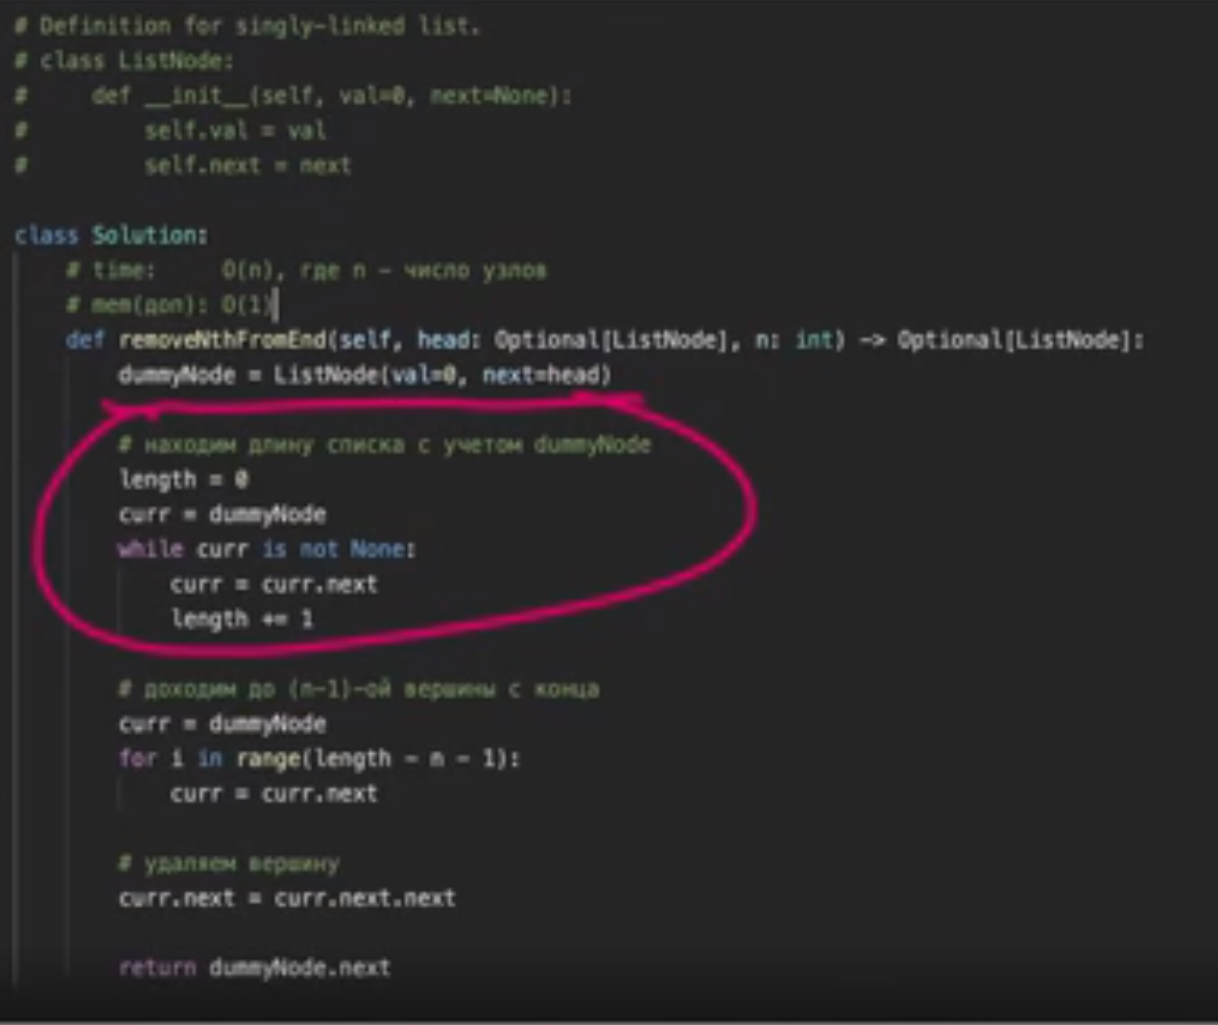 # Definition for singly-linked list.
# class ListNode:
#     def __init__(self, val=0, next=None):
#         self.val = val
#         self.next = next
class Solution:
    # time:     O(n), где n - число узлов
    # mem(доп): O(1)
    def removeNthFromEnd(self, head: Optional[ListNode], n: int) -> Optional[ListNode]:
        dummyNode = ListNode(val=0, next=head)
        # находим длину списка с учетом dummyNode
        length = 0
        curr = dummyNode
        while curr is not None:
            curr = curr.next
            length += 1
        # доходим до (n-1)-ой вершины с конца
        curr = dummyNode
        for i in range(length - n - 1):
            curr = curr.next
        # удаляем вершину
        curr.next = curr.next.next
        return dummyNode.next